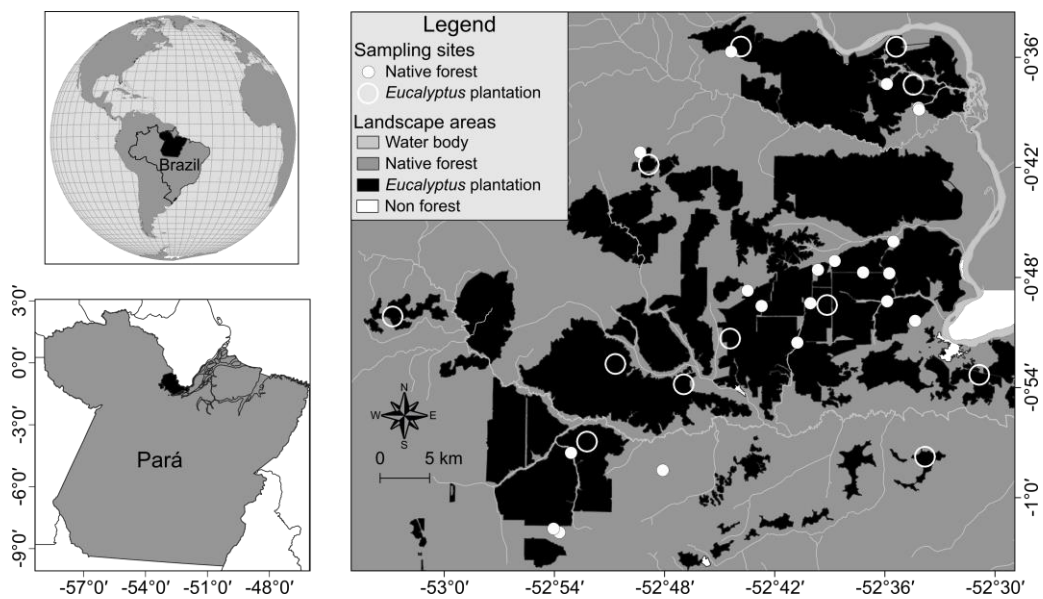 Brazil
3°0'
0°0'
-3°0'
-6°0'
-9°0'
Pará
-57°0' -54°0' -51°0' -48°0'
Legend
Sampling sites
Native forest
Eucalyptus plantation
Landscape areas
Water body
Native forest
Eucalyptus plantation
Non forest
N
W E
S
0 5 km
-0°36'
-0°42'
-0°48'
-0°54'
-1°0'
-53°0' -52°54' -52°48' -52°42' -52°36' -52°30'